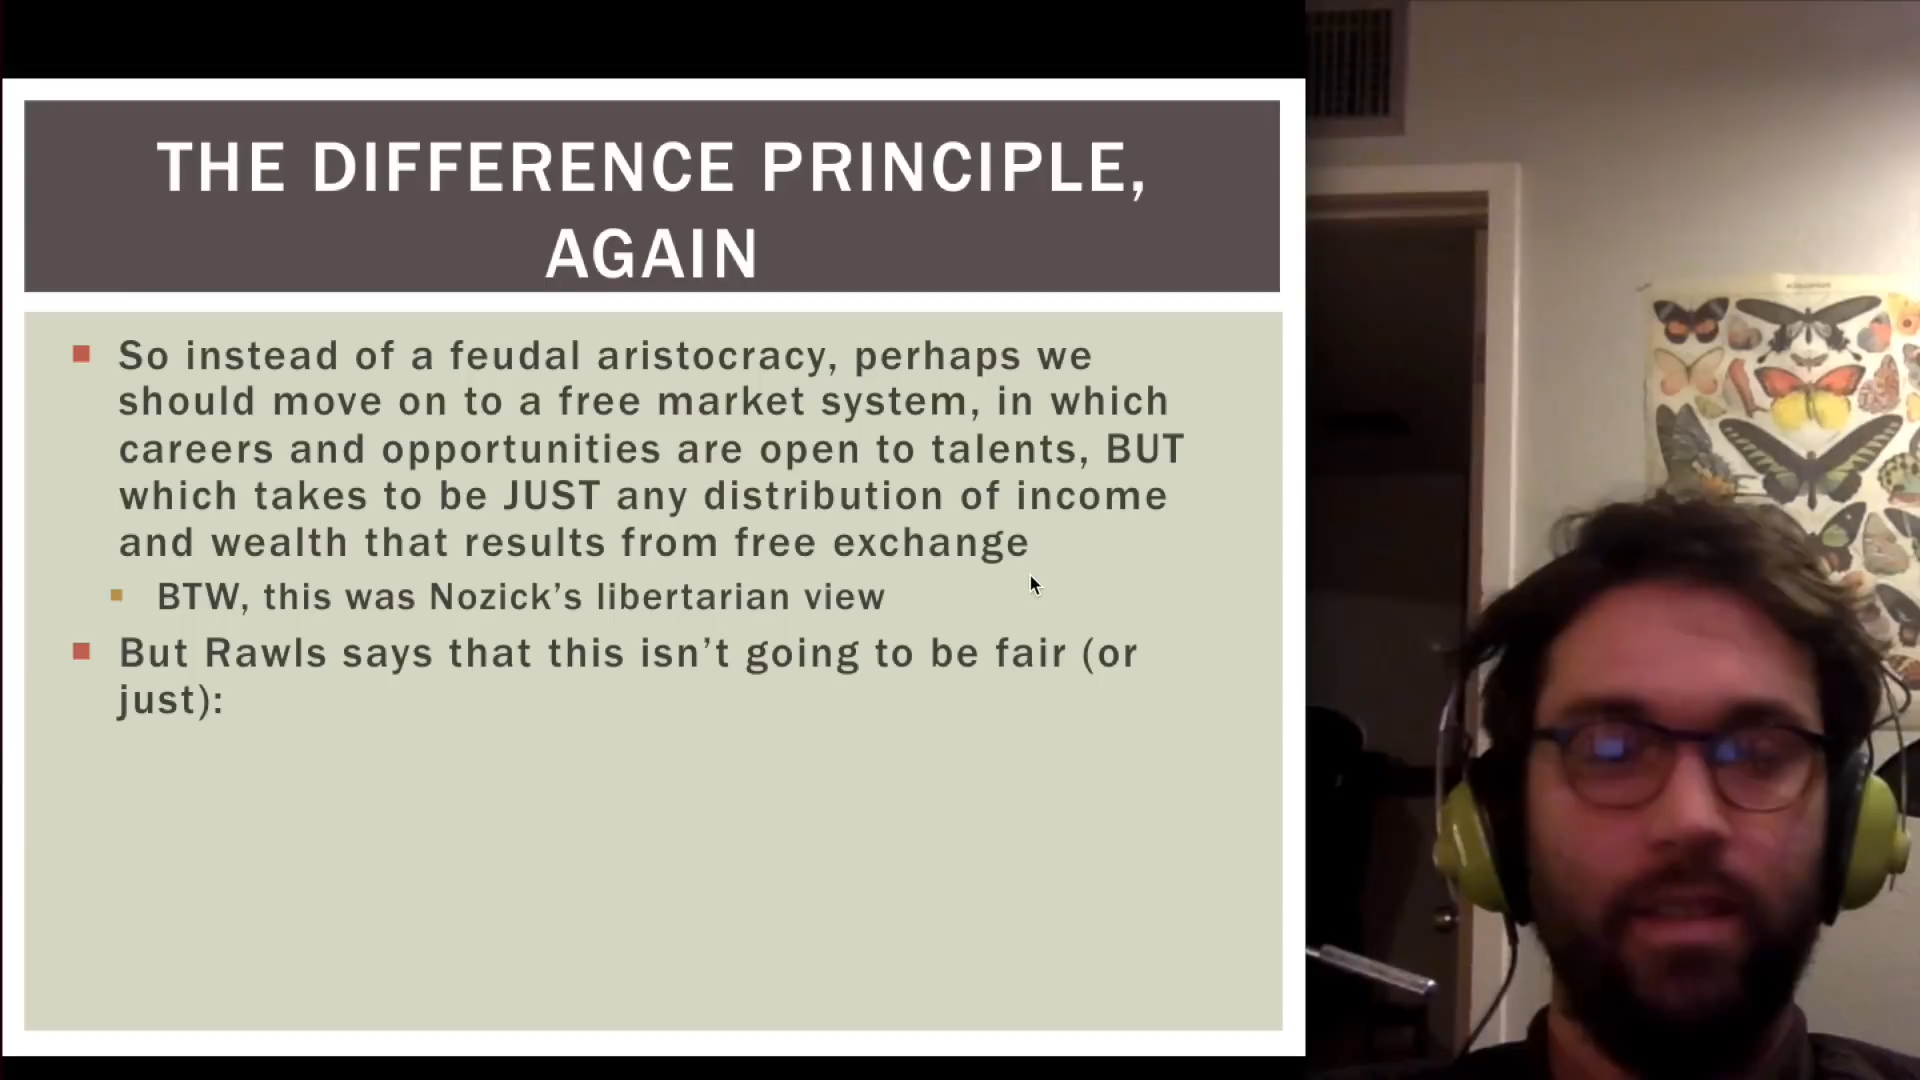 THE DIFFERENCE PRINCIPLE,
AGAIN
So instead of a feudal aristocracy, perhaps we
should move on to a free market system, in which
careers and opportunities are open to talents, BUT
which takes to be JUST any distribution of income
and wealth that results from free exchange
BTW, this was Nozick’s libertarian view
But Rawls says that this isn’t going to be fair (or
just):